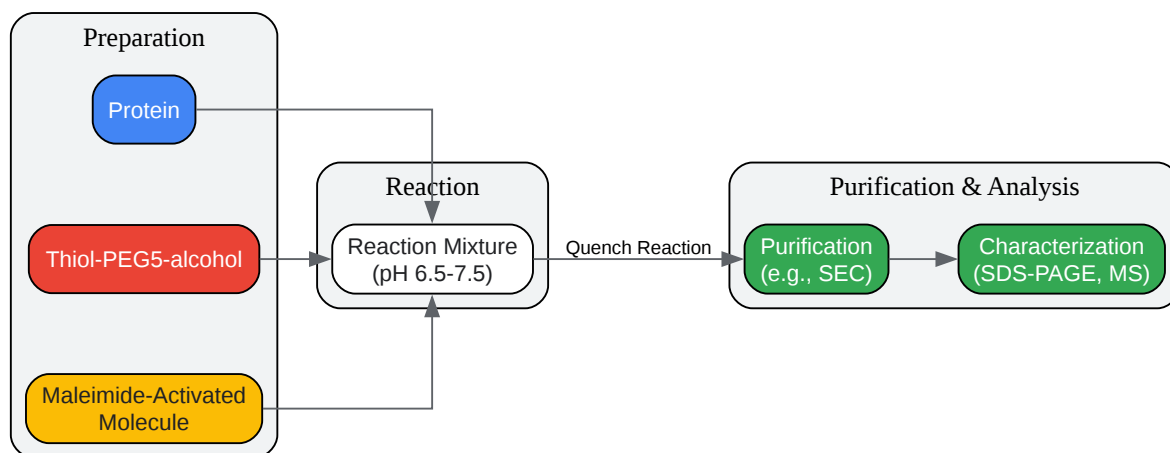 Preparation
Protein
Thiol-PEG5-alcohol
Maleimide-Activated
Molecule
Reaction
Reaction Mixture
(pH 6.5-7.5)
Quench Reaction
Purification & Analysis
Purification
(e.g., SEC)
Characterization
(SDS-PAGE, MS)